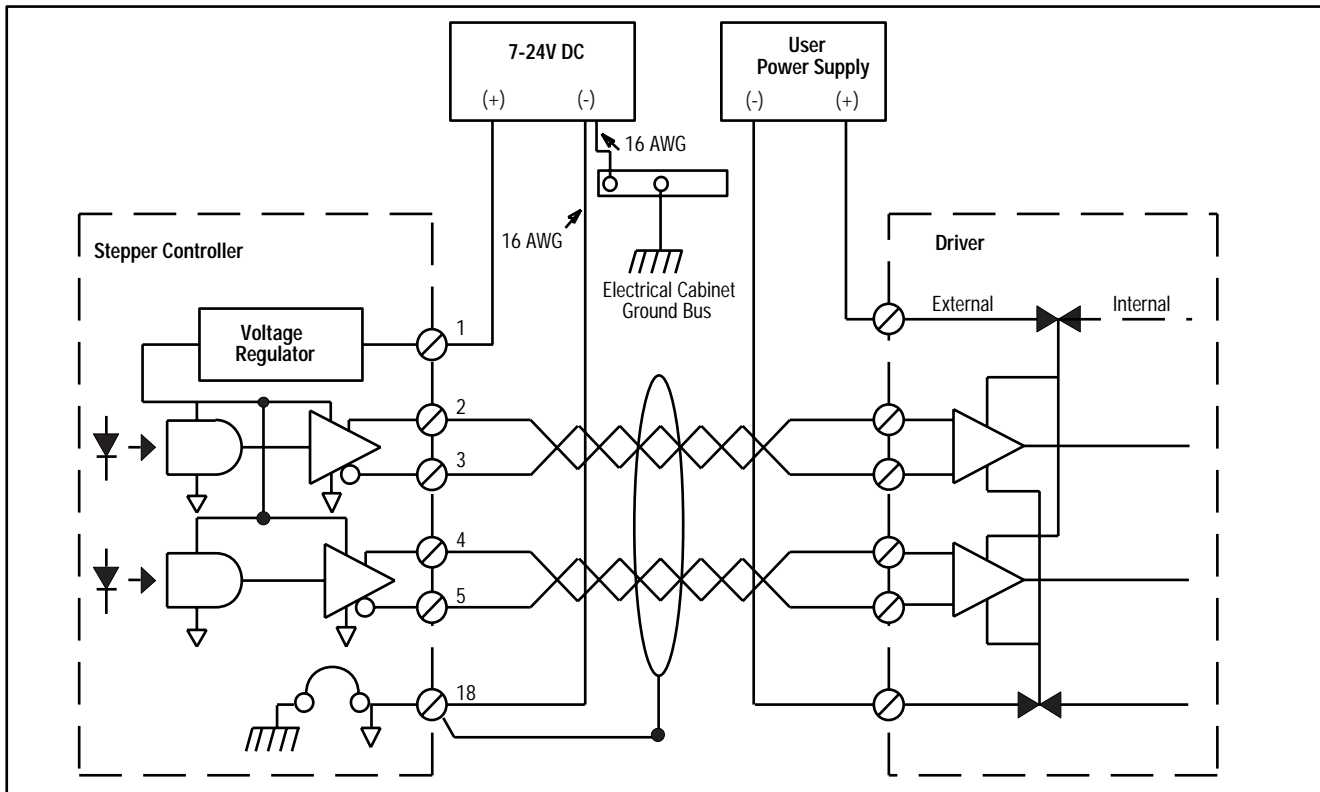 7-24V DC
(+) (-)
User
Power Supply
(-) (+)
16 AWG
16 AWG
Electrical Cabinet
Ground Bus
Stepper Controller
Voltage
Regulator
1
2
3
4
5
18
Driver
External
Internal